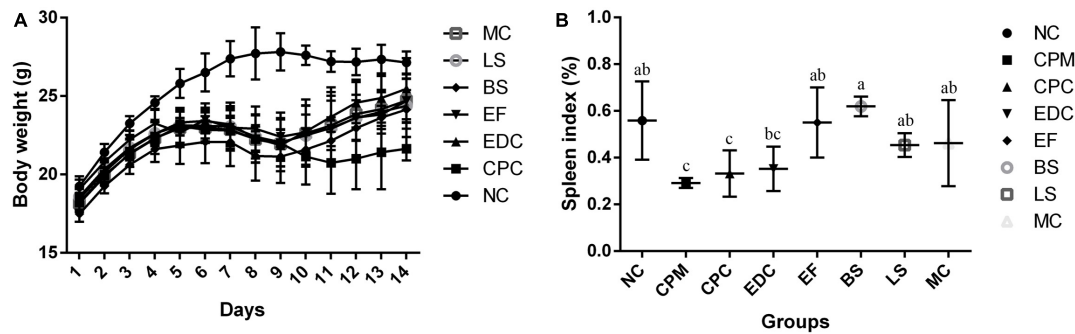 A
Body weight (g)
30
25
20
15
1 2 3 4 5 6 7 8 9 10 11 12 13 14
Days
MC
LS
BS
EF
EDC
CPC
NC
B
Spleen index (%)
1.0
0.8
0.6
0.4
0.2
0.0
ab c c bc ab a ab ab
NC CPM CPC EDC EF BS LS MC
Groups
NC
CPM
CPC
EDC
EF
BS
LS
MC